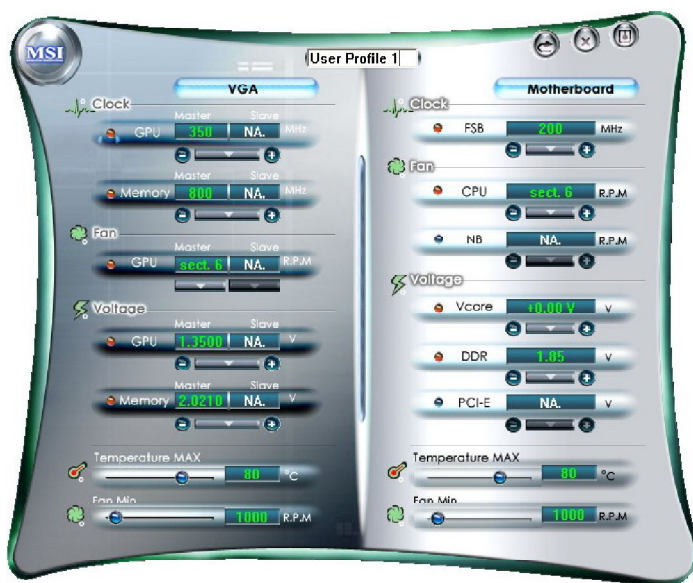 MSI
User Profile 1
VGA
Clock
Master Slave
GPU 350 NA. MHz
Memory 800 NA. MHz
Fan
Master Slave
GPU sect. 6 NA. R.P.M
Voltage
Master Slave
GPU 1.3500 NA. V
Master Slave
Memory 2.0210 NA. V
Temperature MAX
80 °C
Fan Min
1000 R.P.M
Motherboard
Clock
FSB 200 MHz
Fan
CPU sect. 6 R.P.M
NB NA. R.P.M
Voltage
Vcore +0.00 V V
DDR 1.85 V
PCI-E NA. V
Temperature MAX
80 °C
Fan Min
1000 R.P.M